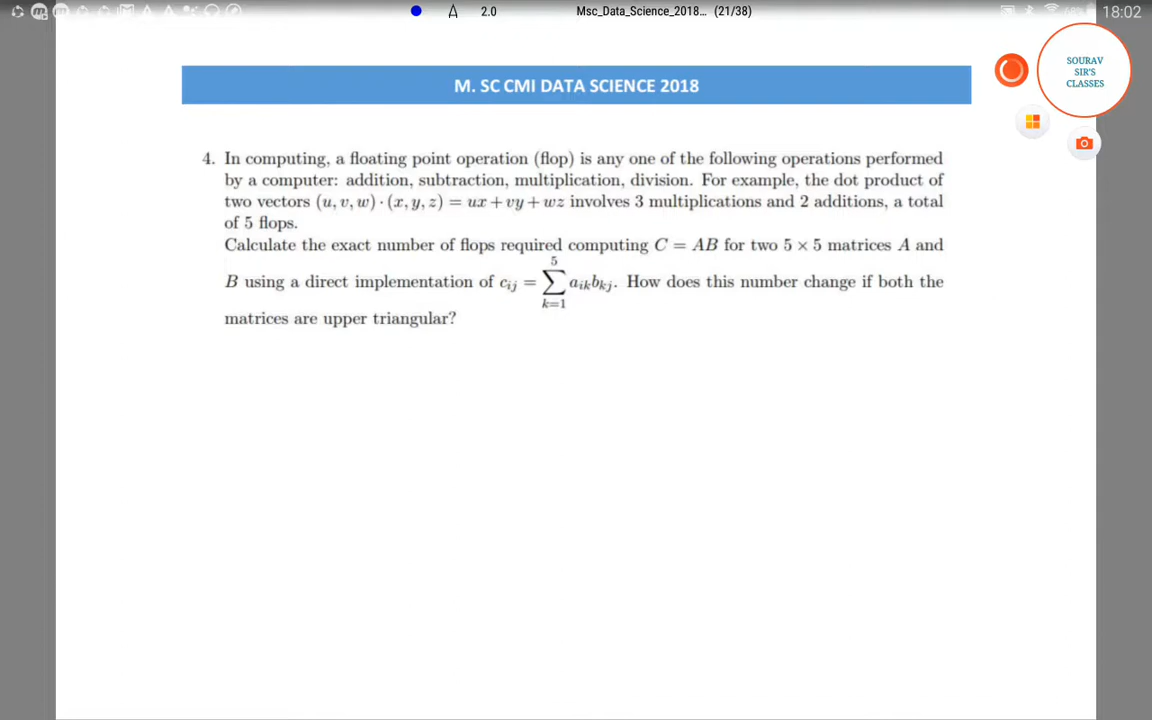 2.0 Msc_Data_Science_2018... (21/38) 18:02
SOURAV
SIR'S
CLASSES
M. SC CMI DATA SCIENCE 2018
4. In computing, a floating point operation (flop) is any one of the following operations performed
by a computer: addition, subtraction, multiplication, division. For example, the dot product of
two vectors (u, v, w) · (x, y, z) = ux + vy + wz involves 3 multiplications and 2 additions, a total
of 5 flops.
Calculate the exact number of flops required computing C = AB for two 5 × 5 matrices A and
B using a direct implementation of cᵢⱼ = ∑_{k=1}^{5} aᵢₖbₖⱼ. How does this number change if both the
matrices are upper triangular?